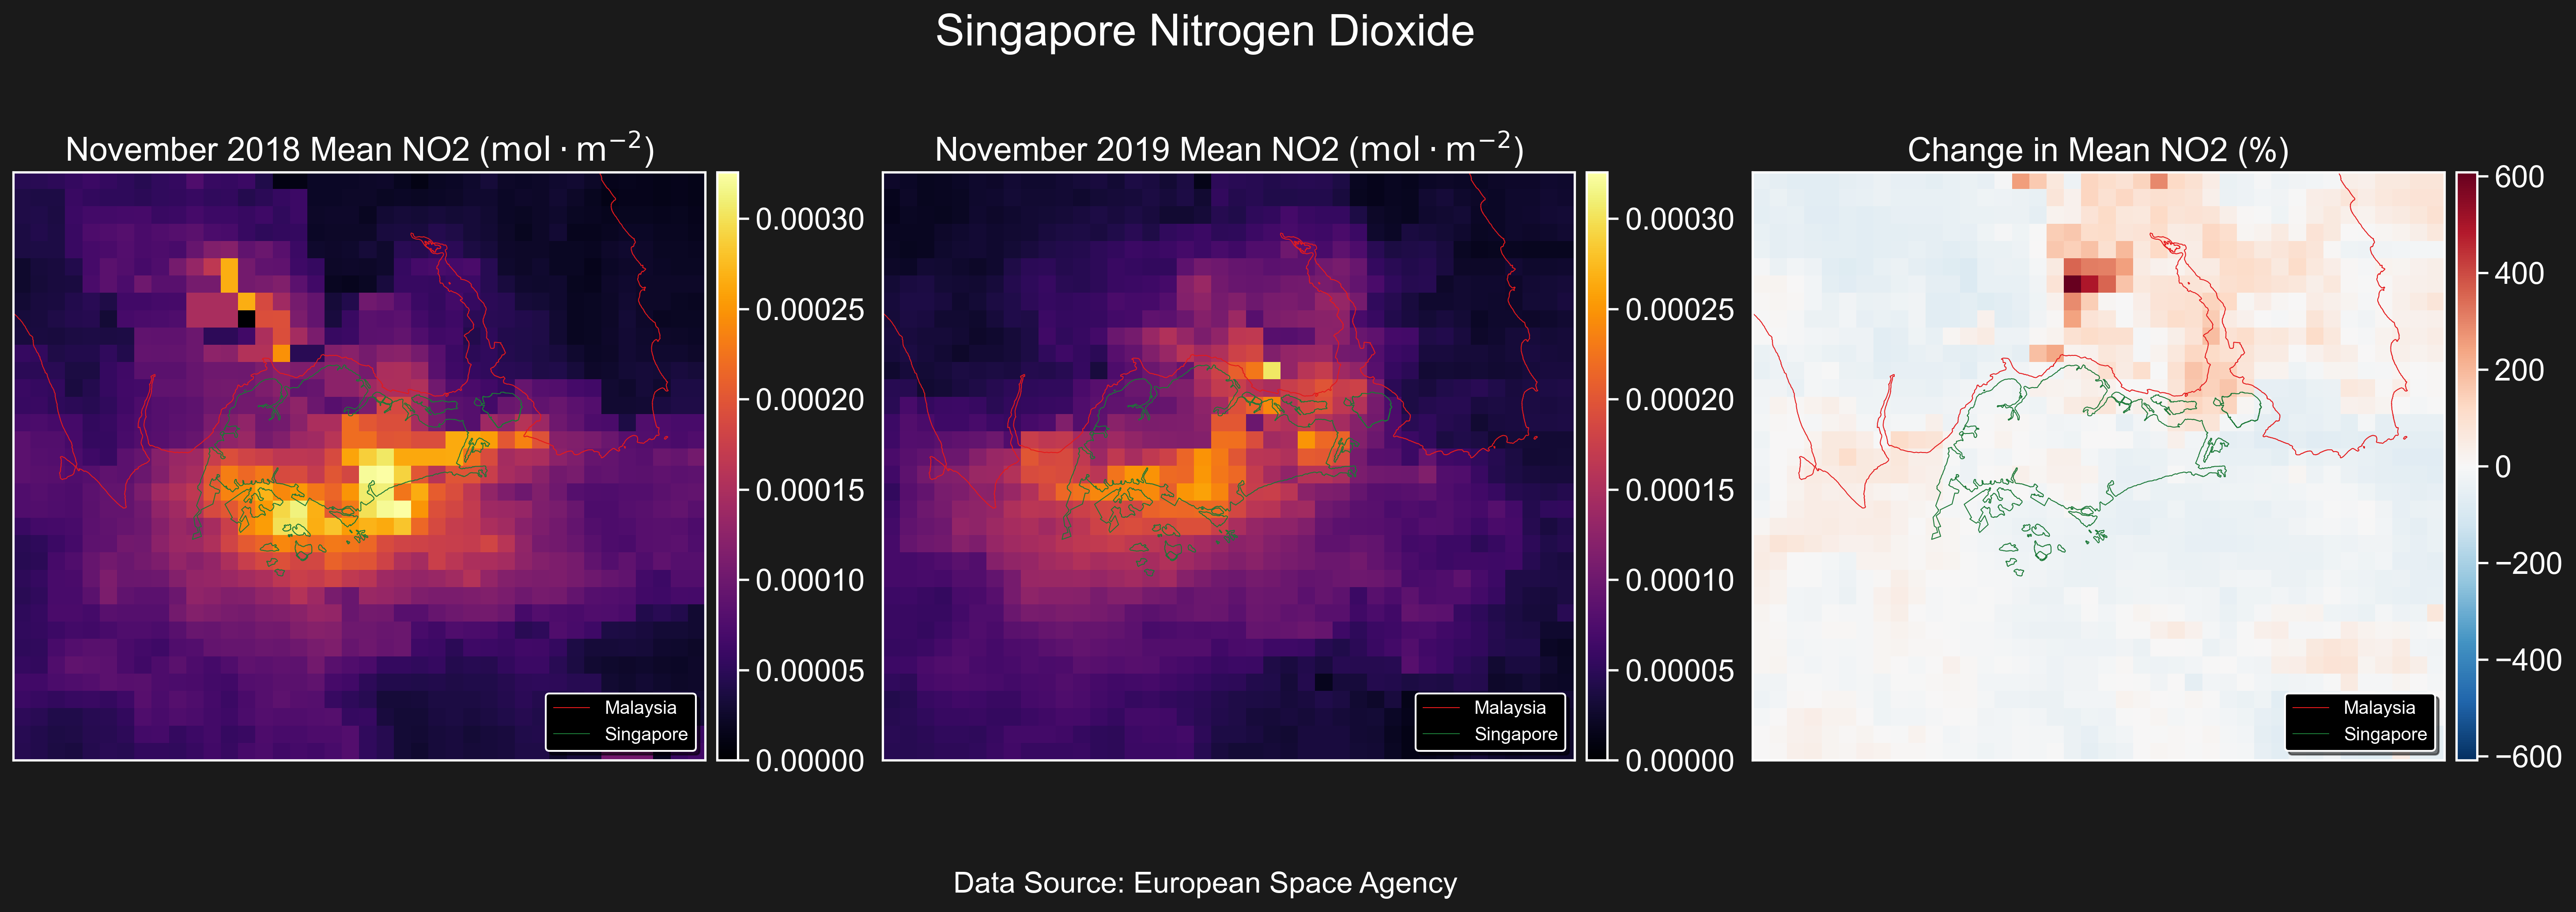 Singapore Nitrogen Dioxide
November 2018 Mean NO2 (mol · m⁻²)
0.00030
0.00025
0.00020
0.00015
0.00010
0.00005
0.00000
Malaysia
Singapore
November 2019 Mean NO2 (mol · m⁻²)
0.00030
0.00025
0.00020
0.00015
0.00010
0.00005
0.00000
Malaysia
Singapore
Change in Mean NO2 (%)
600
400
200
0
−200
−400
−600
Malaysia
Singapore
Data Source: European Space Agency